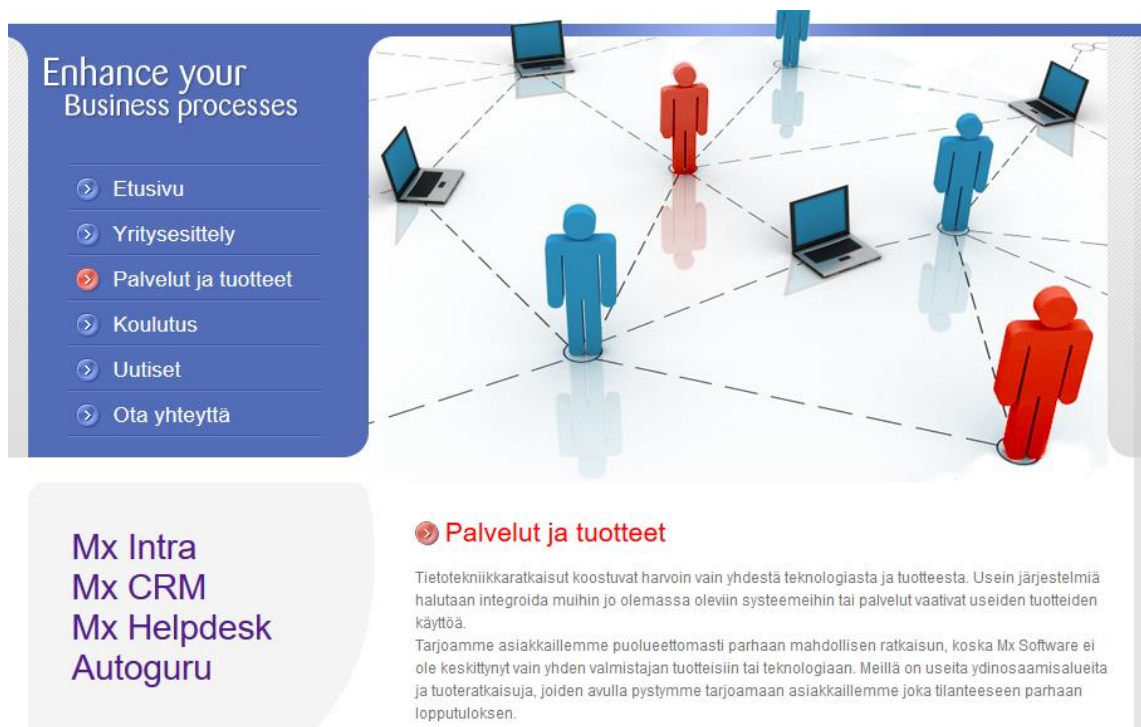 Enhance your
Business processes
Etusivu
Yritysesittely
Palvelut ja tuotteet
Koulutus
Uutiset
Ota yhteyttä
Mx Intra
Mx CRM
Mx Helpdesk
Autoguru
Palvelut ja tuotteet
Tietotekniikkaratkaisut koostuvat harvoin vain yhdestä teknologiasta ja tuotteesta. Usein järjestelmiä
halutaan integroida muihin jo olemassa oleviin systeemeihin tai palvelut vaativat useiden tuotteiden
käyttöä.
Tarjoamme asiakkaillemme puolueettomasti parhaan mahdollisen ratkaisun, koska Mx Software ei
ole keskittynyt vain yhden valmistajan tuotteisiin tai teknologiaan. Meillä on useita ydinosaamisalueita
ja tuoteratkaisuja, joiden avulla pystymme tarjoamaan asiakkaillemme joka tilanteeseen parhaan
lopputuloksen.